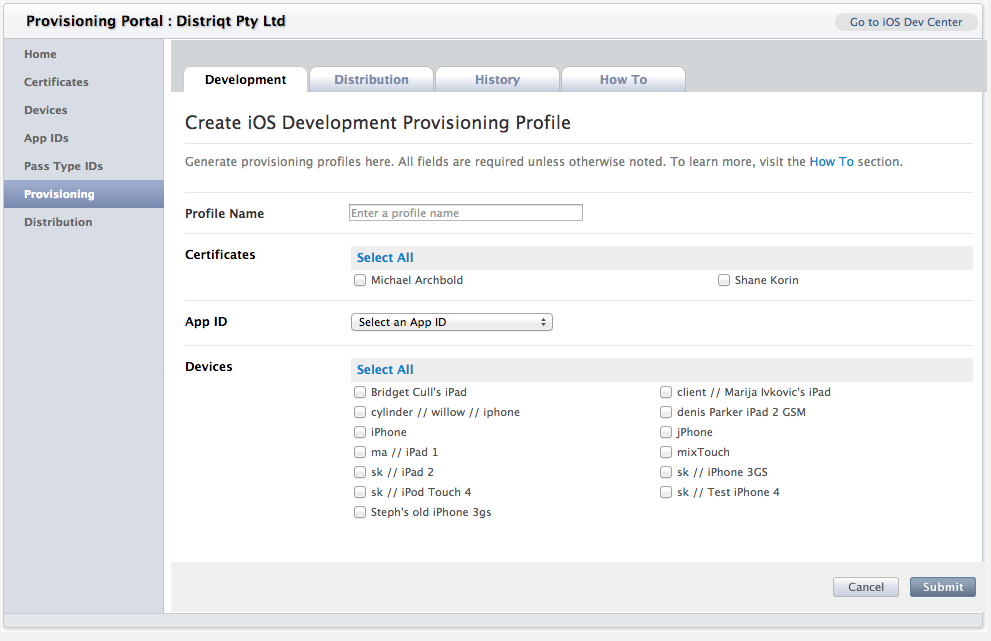 Provisioning Portal : Distriqt Pty Ltd
Go to iOS Dev Center
Home
Certificates
Devices
App IDs
Pass Type IDs
Provisioning
Distribution
Development
Distribution
History
How To
Create iOS Development Provisioning Profile
Generate provisioning profiles here. All fields are required unless otherwise noted. To learn more, visit the How To section.
Profile Name
Enter a profile name
Certificates
Select All
Michael Archbold
Shane Korin
App ID
Select an App ID
Devices
Select All
Bridget Cull's iPad
client // Marija Ivkovic's iPad
cylinder // willow // iphone
denis Parker iPad 2 GSM
iPhone
jPhone
ma // iPad 1
mixTouch
sk // iPad 2
sk // iPhone 3GS
sk // iPod Touch 4
sk // Test iPhone 4
Steph's old iPhone 3gs
Cancel
Submit